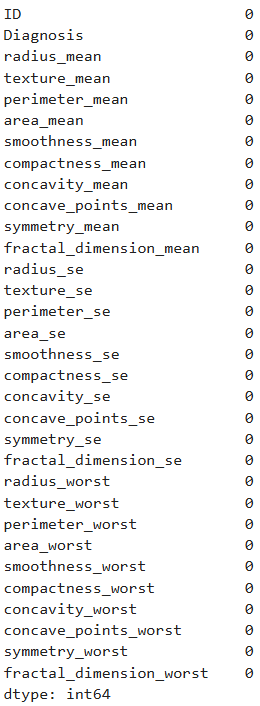 ID 0
Diagnosis 0
radius_mean 0
texture_mean 0
perimeter_mean 0
area_mean 0
smoothness_mean 0
compactness_mean 0
concavity_mean 0
concave_points_mean 0
symmetry_mean 0
fractal_dimension_mean 0
radius_se 0
texture_se 0
perimeter_se 0
area_se 0
smoothness_se 0
compactness_se 0
concavity_se 0
concave_points_se 0
symmetry_se 0
fractal_dimension_se 0
radius_worst 0
texture_worst 0
perimeter_worst 0
area_worst 0
smoothness_worst 0
compactness_worst 0
concavity_worst 0
concave_points_worst 0
symmetry_worst 0
fractal_dimension_worst 0
dtype: int64